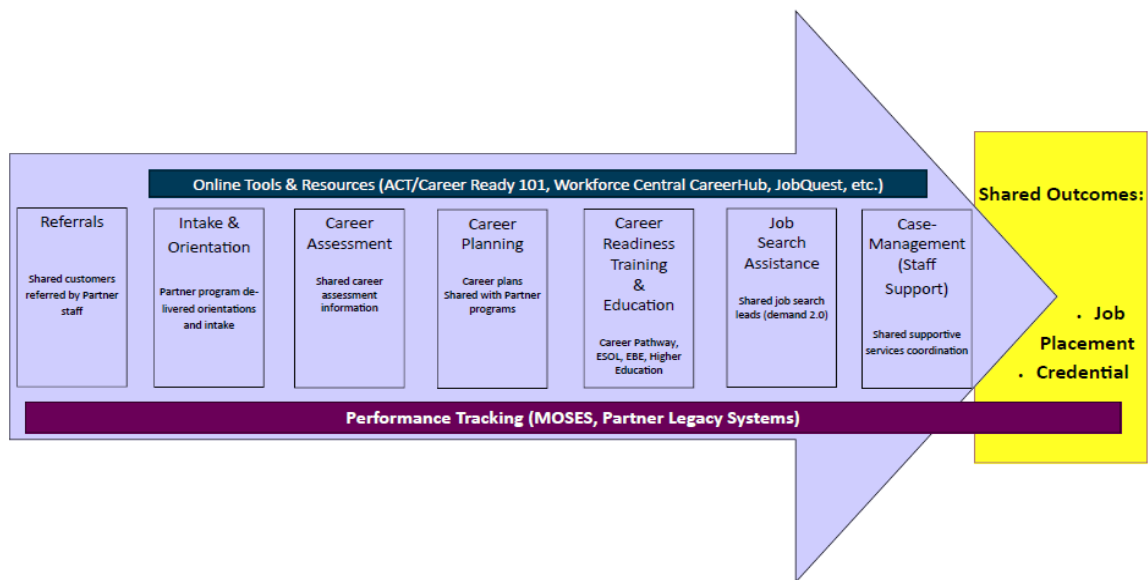 Online Tools & Resources (ACT/Career Ready 101, Workforce Central CareerHub, JobQuest, etc.)
Referrals
Shared customers
referred by Partner
staff
Intake &
Orientation
Partner program de-
livered orientations
and intake
Career
Assessment
Shared career
assessment
information
Career
Planning
Career plans
Shared with Partner
programs
Career
Readiness
Training
&
Education
Career Pathway,
ESOL, EBE, Higher
Education
Job
Search
Assistance
Shared job search
leads (demand 2.0)
Case-
Management
(Staff
Support)
Shared supportive
services coordination
Shared Outcomes:
. Job
Placement
. Credential
Performance Tracking (MOSES, Partner Legacy Systems)